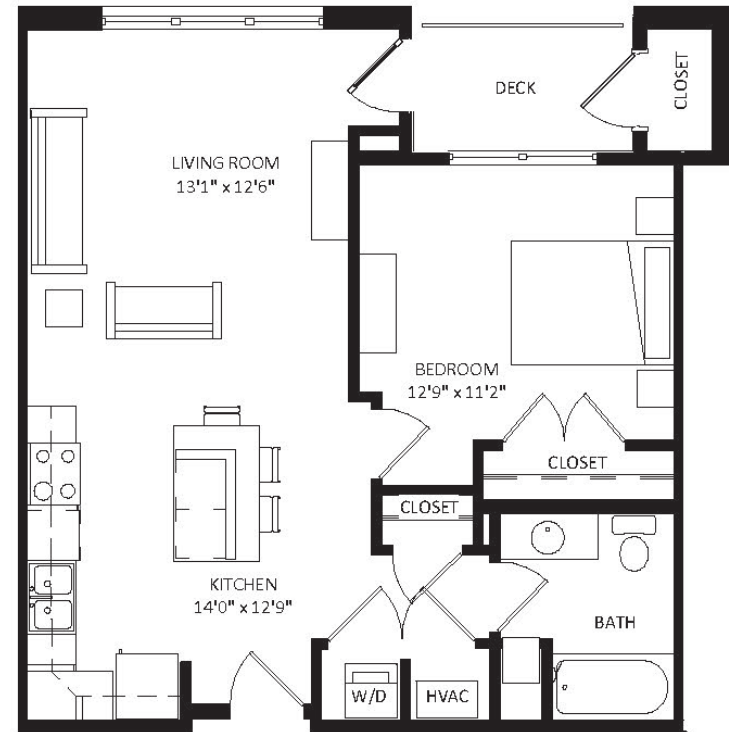 DECK
CLOSET
LIVING ROOM
13'1" x 12'6"
BEDROOM
12'9" x 11'2"
CLOSET
CLOSET
KITCHEN
14'0" x 12'9"
BATH
W/D
HVAC